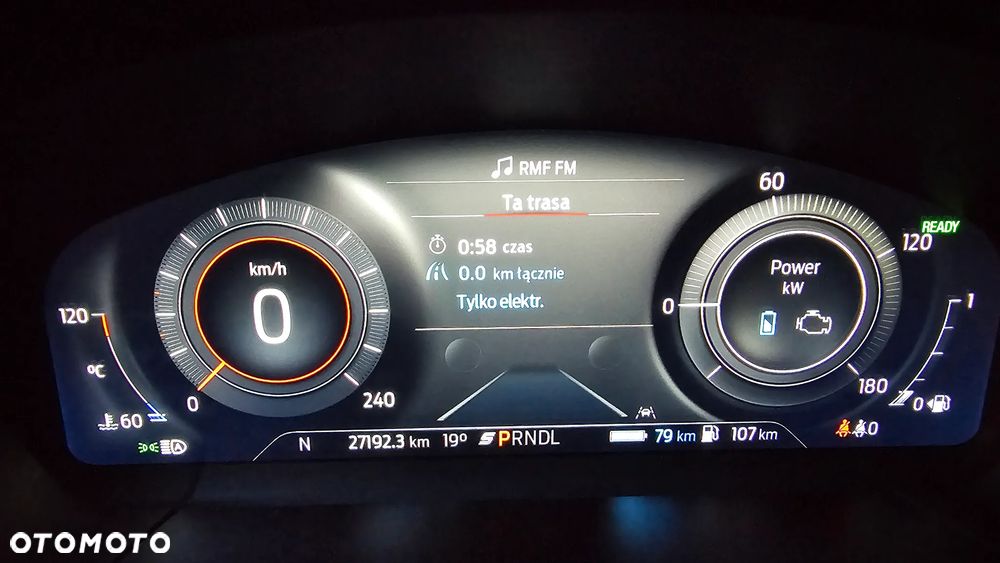 RMF FM
Ta trasa
0:58 czas
0.0 km łącznie
Tylko elektr.
km/h
0
0
240
120
°C
60
Power
kW
0
60
120
180
READY
1
0
0
N
27192.3 km
19°
S PRNDL
79 km
107 km
OTOMOTO